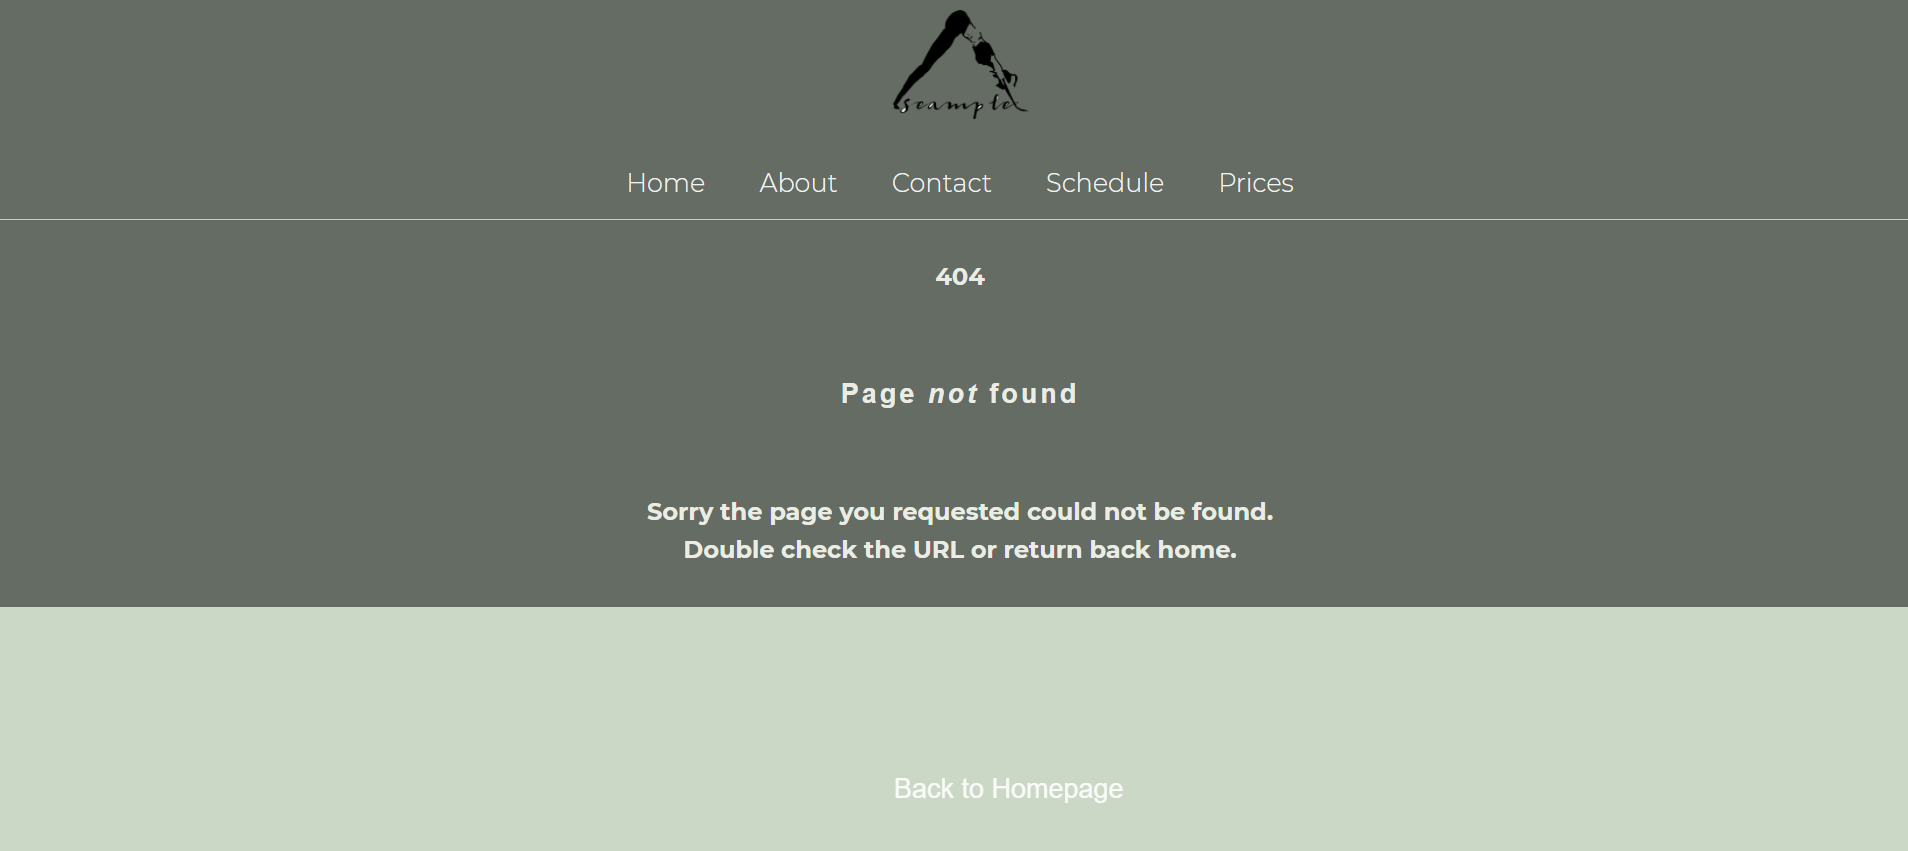 scample
Home About Contact Schedule Prices
404
Page not found
Sorry the page you requested could not be found.
Double check the URL or return back home.
Back to Homepage